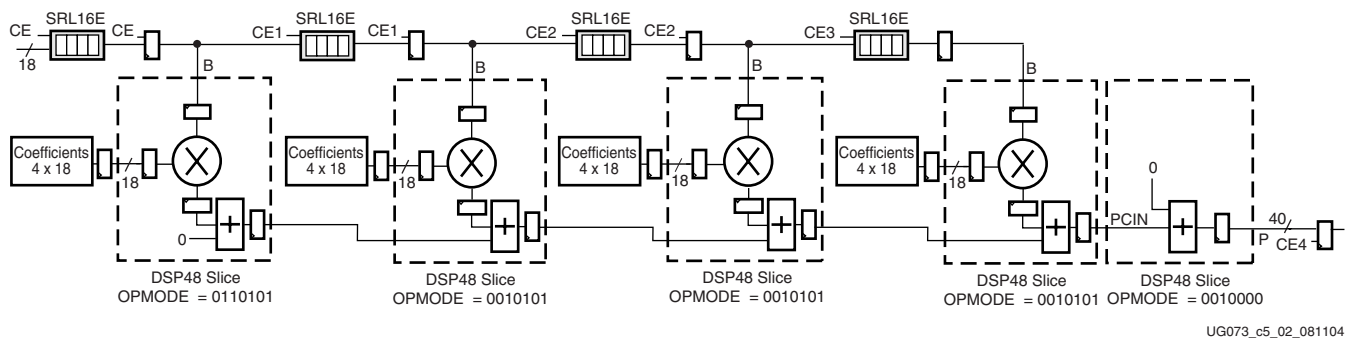 CE
18
SRL16E
CE
CE1
SRL16E
CE1
CE2
SRL16E
CE2
CE3
SRL16E
B
B
B
B
Coefficients
4 x 18
18
Coefficients
4 x 18
18
Coefficients
4 x 18
18
Coefficients
4 x 18
18
0
0
PCIN
40
P
CE4
DSP48 Slice
OPMODE = 0110101
DSP48 Slice
OPMODE = 0010101
DSP48 Slice
OPMODE = 0010101
DSP48 Slice
OPMODE = 0010101
DSP48 Slice
OPMODE = 0010000
UG073_c5_02_081104